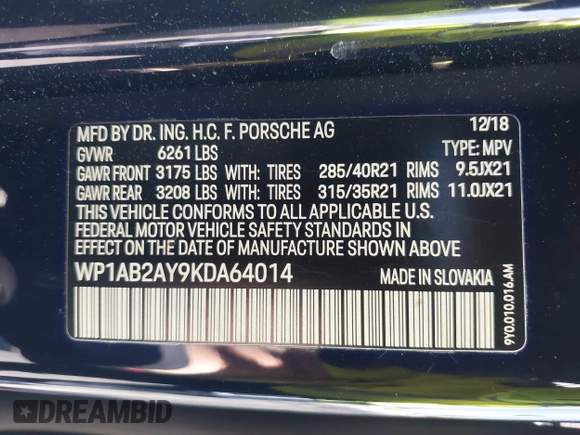 MFD BY DR. ING. H.C. F. PORSCHE AG 12/18
GVWR 6261 LBS TYPE: MPV
GAWR FRONT 3175 LBS WITH: TIRES 285/40R21 RIMS 9.5JX21
GAWR REAR 3208 LBS WITH: TIRES 315/35R21 RIMS 11.0JX21
THIS VEHICLE CONFORMS TO ALL APPLICABLE U.S.
FEDERAL MOTOR VEHICLE SAFETY STANDARDS IN
EFFECT ON THE DATE OF MANUFACTURE SHOWN ABOVE
WP1AB2AY9KDA64014 MADE IN SLOVAKIA
9Y0.010.016.AM
DREAMBID